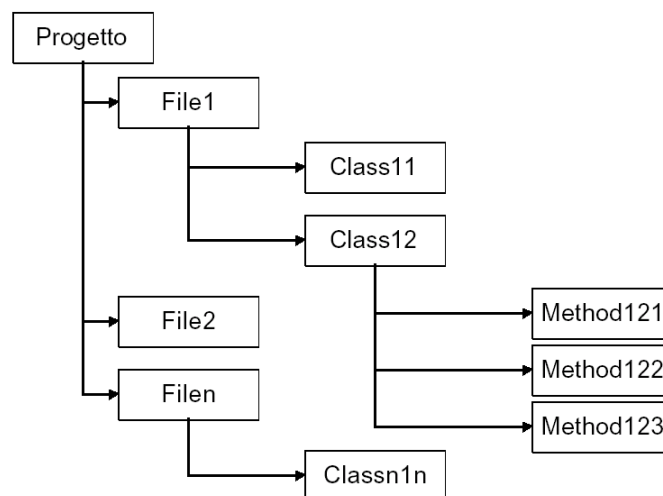 Progetto
File1
Class11
Class12
Method121
Method122
Method123
File2
Filen
Classn1n